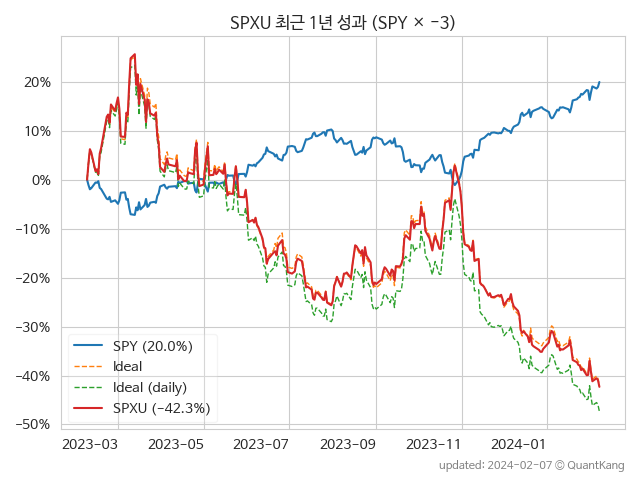 SPXU 최근 1년 성과 (SPY × −3)
20%
10%
0%
−10%
−20%
−30%
−40%
−50%
SPY (20.0%)
Ideal
Ideal (daily)
SPXU (−42.3%)
2023-03 2023-05 2023-07 2023-09 2023-11 2024-01
updated: 2024-02-07 © QuantKang